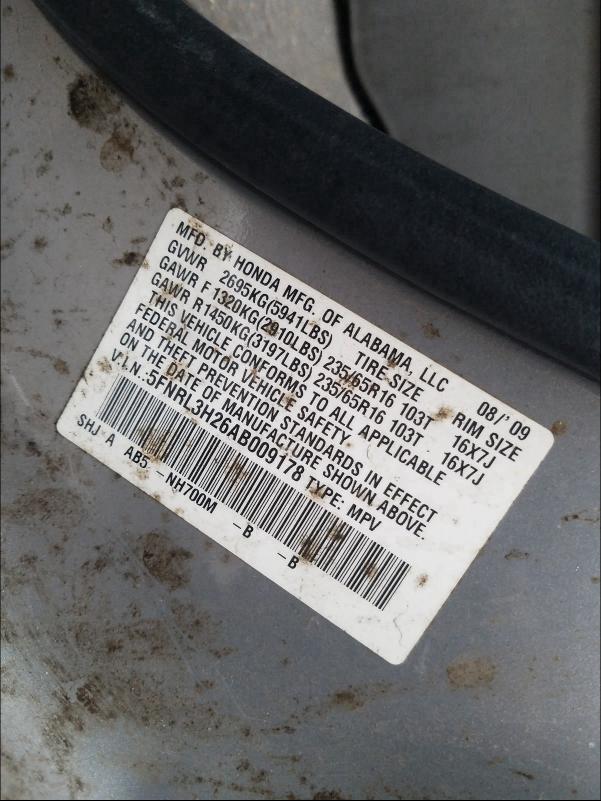 MFD. BY HONDA MFG. OF ALABAMA, LLC 08/'09
GVWR 2695KG(5941LBS) TIRE SIZE RIM SIZE
GAWR F 1320KG(2910LBS) 235/65R16 103T 16X7J
GAWR R 1450KG(3197LBS) 235/65R16 103T 16X7J
THIS VEHICLE CONFORMS TO ALL APPLICABLE
FEDERAL MOTOR VEHICLE SAFETY.
AND THEFT PREVENTION STANDARDS IN EFFECT
ON THE DATE OF MANUFACTURE SHOWN ABOVE.
V.I.N.:5FNRL3H26AB009178 TYPE: MPV
SHJ-A AB5 -NH700M -B -B